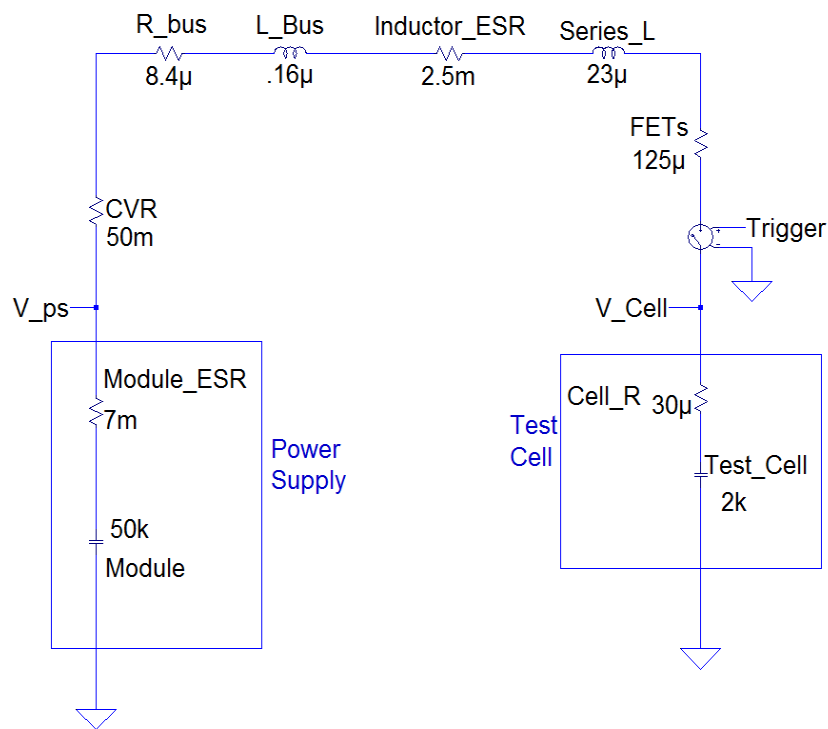 R_bus
8.4µ
L_Bus
.16µ
Inductor_ESR
2.5m
Series_L
23µ
FETs
125µ
CVR
50m
Trigger
+
-
V_ps
V_Cell
Module_ESR
7m
Power
Supply
50k
Module
Cell_R
30µ
Test
Cell
Test_Cell
2k